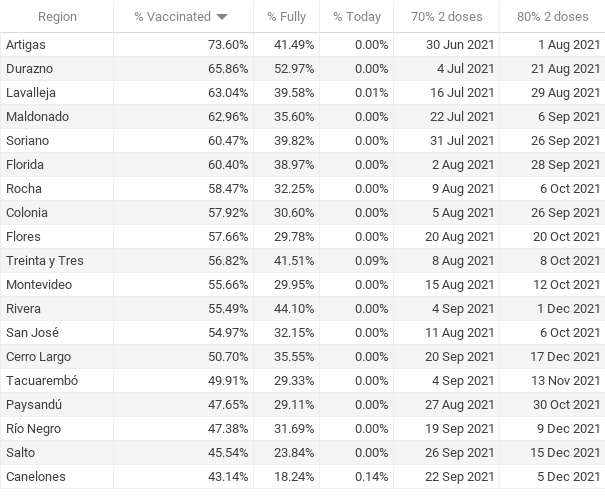 Region % Vaccinated % Fully % Today 70% 2 doses 80% 2 doses
Artigas 73.60% 41.49% 0.00% 30 Jun 2021 1 Aug 2021
Durazno 65.86% 52.97% 0.00% 4 Jul 2021 21 Aug 2021
Lavalleja 63.04% 39.58% 0.01% 16 Jul 2021 29 Aug 2021
Maldonado 62.96% 35.60% 0.00% 22 Jul 2021 6 Sep 2021
Soriano 60.47% 39.82% 0.00% 31 Jul 2021 26 Sep 2021
Florida 60.40% 38.97% 0.00% 2 Aug 2021 28 Sep 2021
Rocha 58.47% 32.25% 0.00% 9 Aug 2021 6 Oct 2021
Colonia 57.92% 30.60% 0.00% 5 Aug 2021 26 Sep 2021
Flores 57.66% 29.78% 0.00% 20 Aug 2021 20 Oct 2021
Treinta y Tres 56.82% 41.51% 0.09% 8 Aug 2021 8 Oct 2021
Montevideo 55.66% 29.95% 0.00% 15 Aug 2021 12 Oct 2021
Rivera 55.49% 44.10% 0.00% 4 Sep 2021 1 Dec 2021
San José 54.97% 32.15% 0.00% 11 Aug 2021 6 Oct 2021
Cerro Largo 50.70% 35.55% 0.00% 20 Sep 2021 17 Dec 2021
Tacuarembó 49.91% 29.33% 0.00% 4 Sep 2021 13 Nov 2021
Paysandú 47.65% 29.11% 0.00% 27 Aug 2021 30 Oct 2021
Río Negro 47.38% 31.69% 0.00% 19 Sep 2021 9 Dec 2021
Salto 45.54% 23.84% 0.00% 26 Sep 2021 15 Dec 2021
Canelones 43.14% 18.24% 0.14% 22 Sep 2021 5 Dec 2021